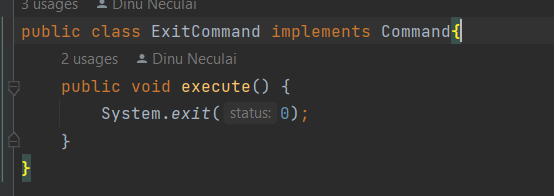 3 usages Dinu Neculai
public class ExitCommand implements Command{
2 usages Dinu Neculai
public void execute() {
System.exit( status: 0);
}
}